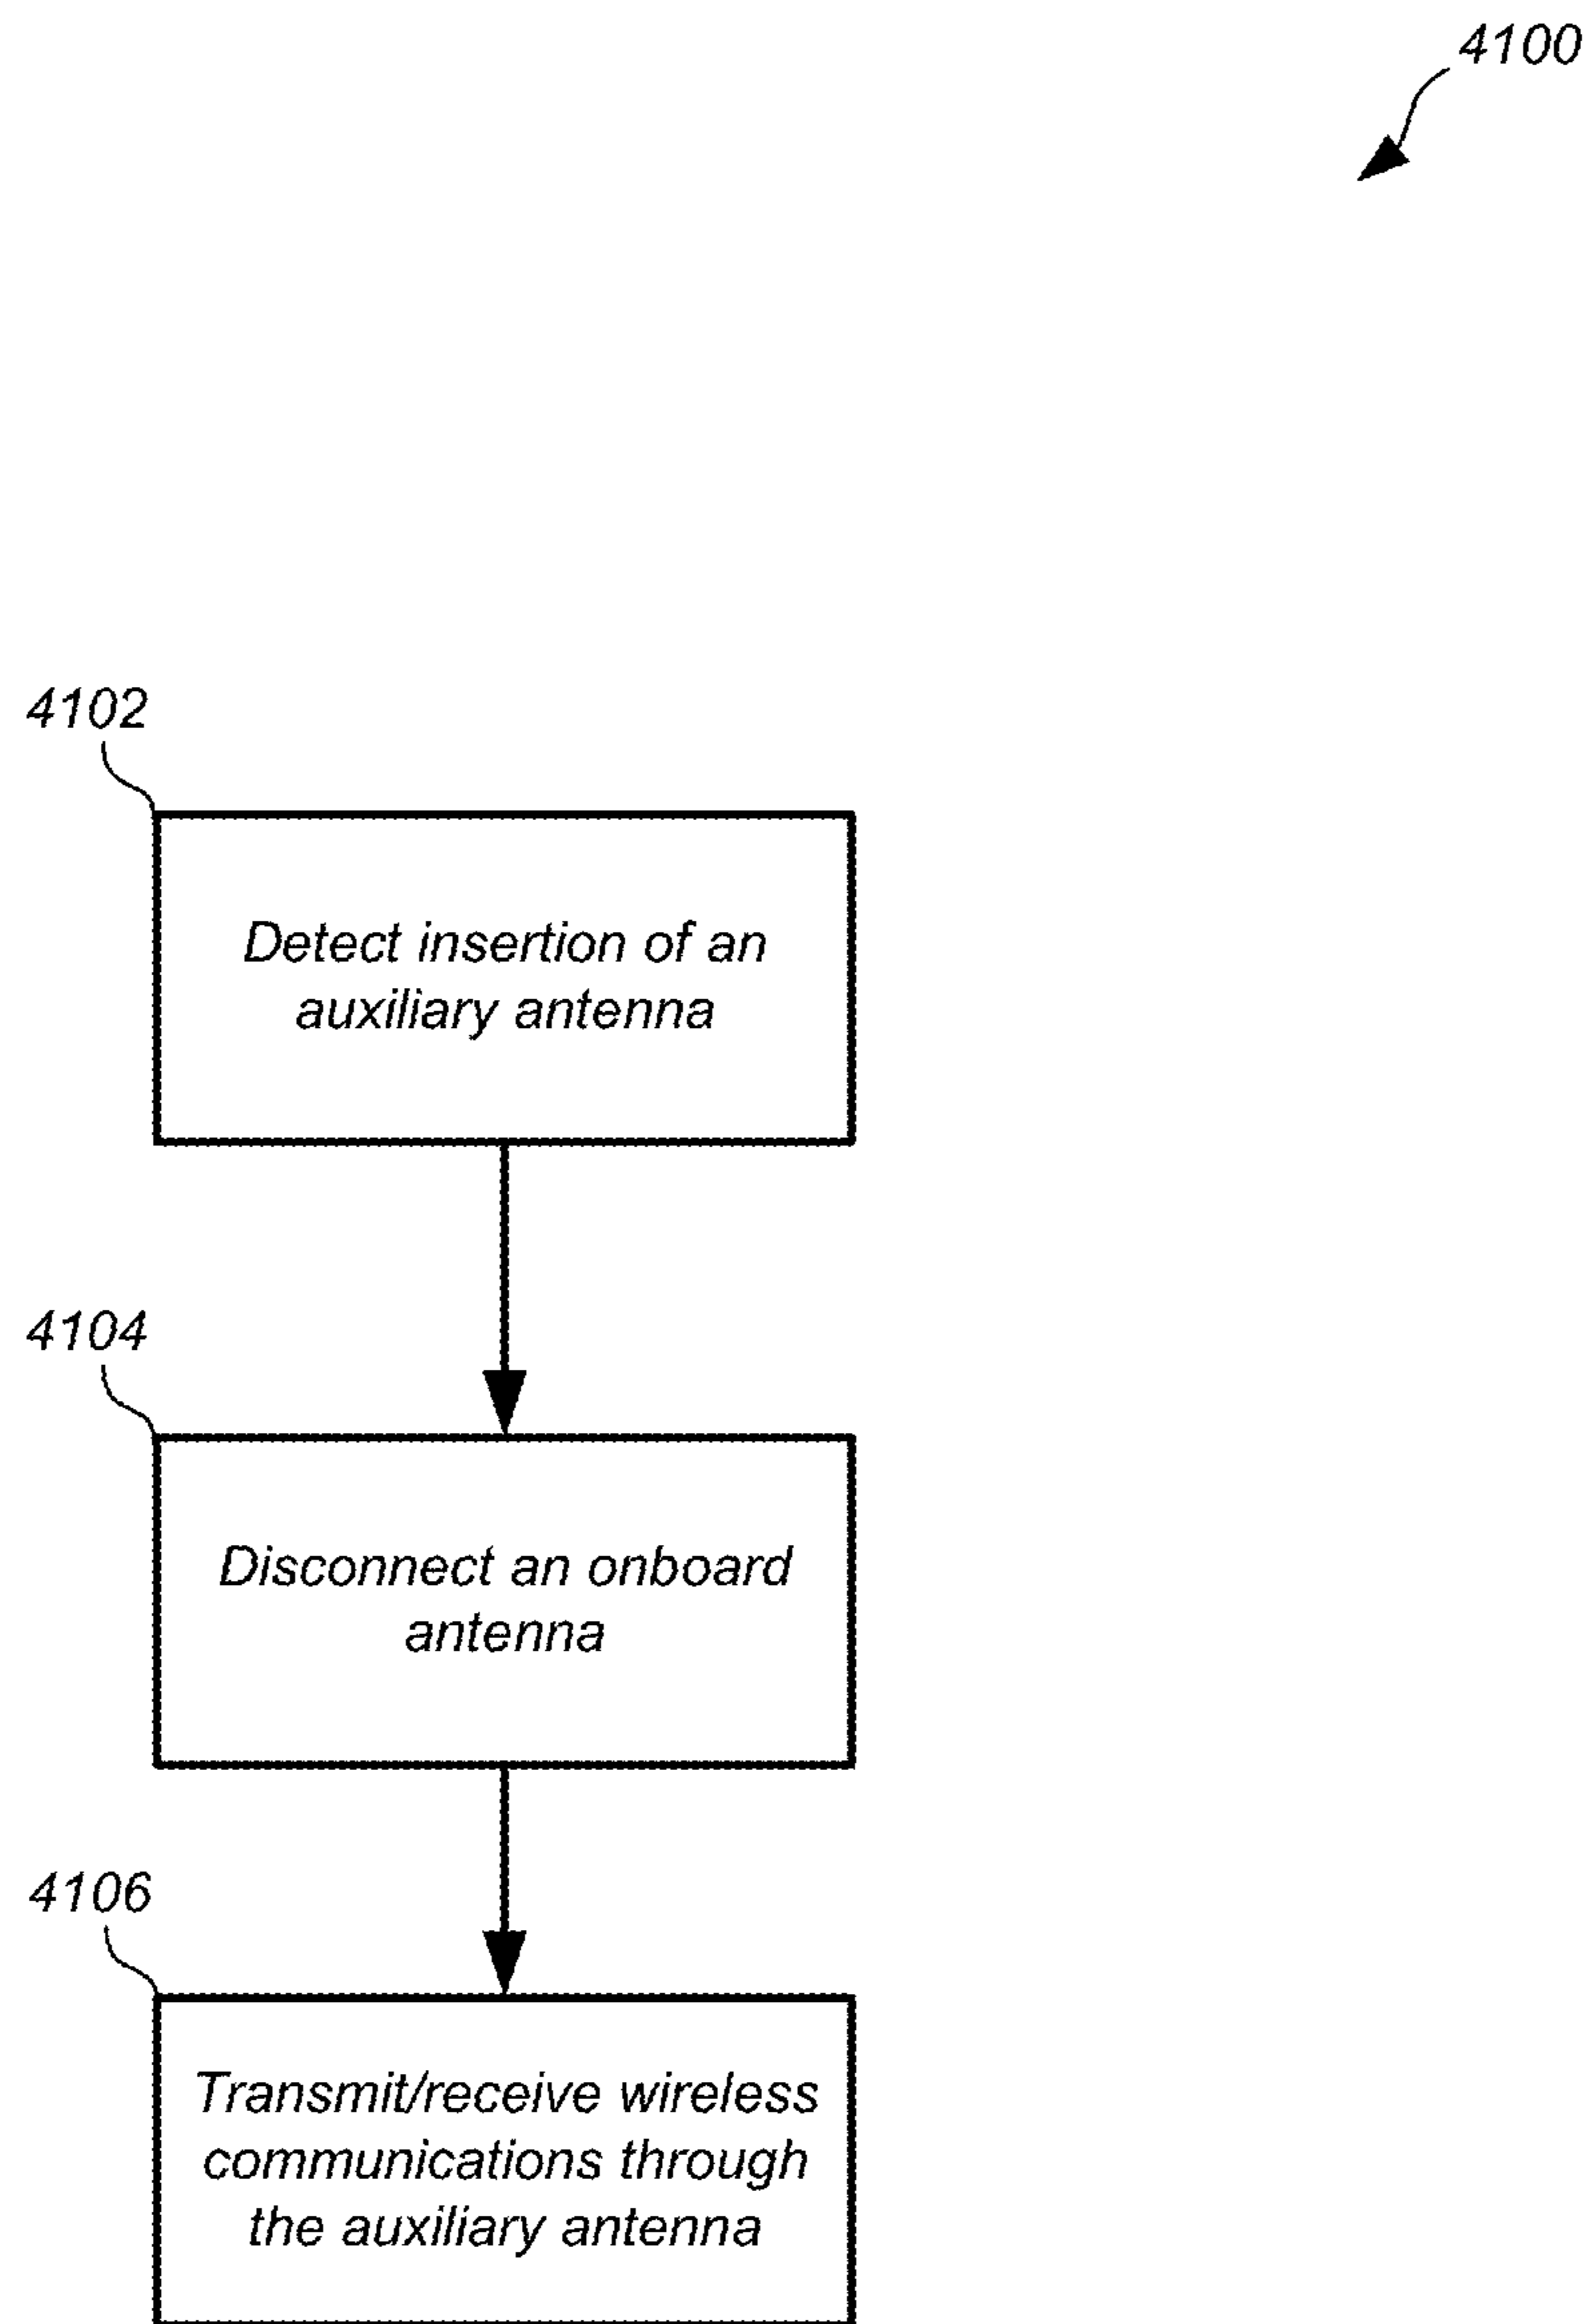 4100
4102
Detect insertion of an
auxiliary antenna
4104
Disconnect an onboard
antenna
4106
Transmit/receive wireless
communications through
the auxiliary antenna